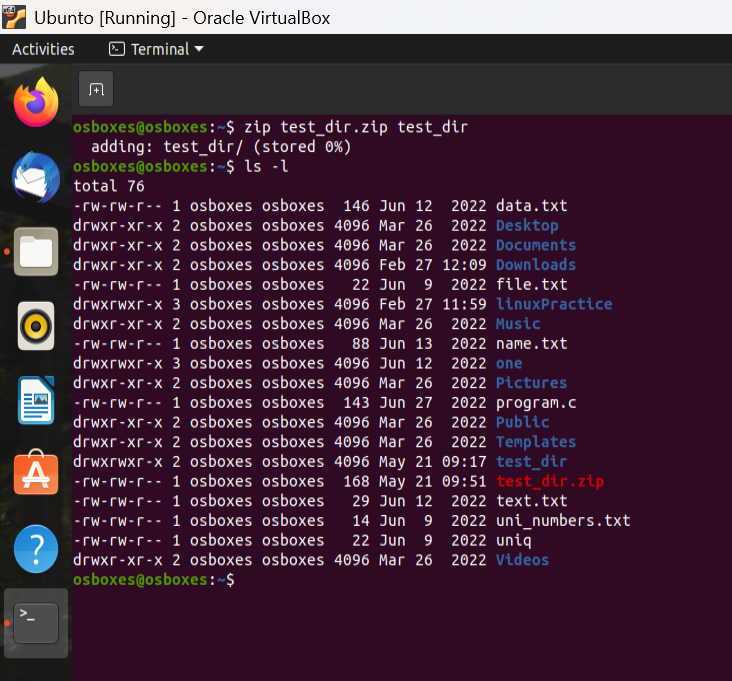 Ubunto [Running] - Oracle VirtualBox
Activities
Terminal
osboxes@osboxes:~$ zip test_dir.zip test_dir
  adding: test_dir/ (stored 0%)
osboxes@osboxes:~$ ls -l
total 76
-rw-rw-r-- 1 osboxes osboxes  146 Jun 12  2022 data.txt
drwxr-xr-x 2 osboxes osboxes 4096 Mar 26  2022 Desktop
drwxr-xr-x 2 osboxes osboxes 4096 Mar 26  2022 Documents
drwxr-xr-x 2 osboxes osboxes 4096 Feb 27 12:09 Downloads
-rw-rw-r-- 1 osboxes osboxes   22 Jun  9  2022 file.txt
drwxrwxr-x 3 osboxes osboxes 4096 Feb 27 11:59 linuxPractice
drwxr-xr-x 2 osboxes osboxes 4096 Mar 26  2022 Music
-rw-rw-r-- 1 osboxes osboxes   88 Jun 13  2022 name.txt
drwxrwxr-x 3 osboxes osboxes 4096 Jun 12  2022 one
drwxr-xr-x 2 osboxes osboxes 4096 Mar 26  2022 Pictures
-rw-rw-r-- 1 osboxes osboxes  143 Jun 27  2022 program.c
drwxr-xr-x 2 osboxes osboxes 4096 Mar 26  2022 Public
drwxr-xr-x 2 osboxes osboxes 4096 Mar 26  2022 Templates
drwxrwxr-x 2 osboxes osboxes 4096 May 21 09:17 test_dir
-rw-rw-r-- 1 osboxes osboxes  168 May 21 09:51 test_dir.zip
-rw-rw-r-- 1 osboxes osboxes   29 Jun 12  2022 text.txt
-rw-rw-r-- 1 osboxes osboxes   14 Jun  9  2022 uni_numbers.txt
-rw-rw-r-- 1 osboxes osboxes   22 Jun  9  2022 uniq
drwxr-xr-x 2 osboxes osboxes 4096 Mar 26  2022 Videos
osboxes@osboxes:~$